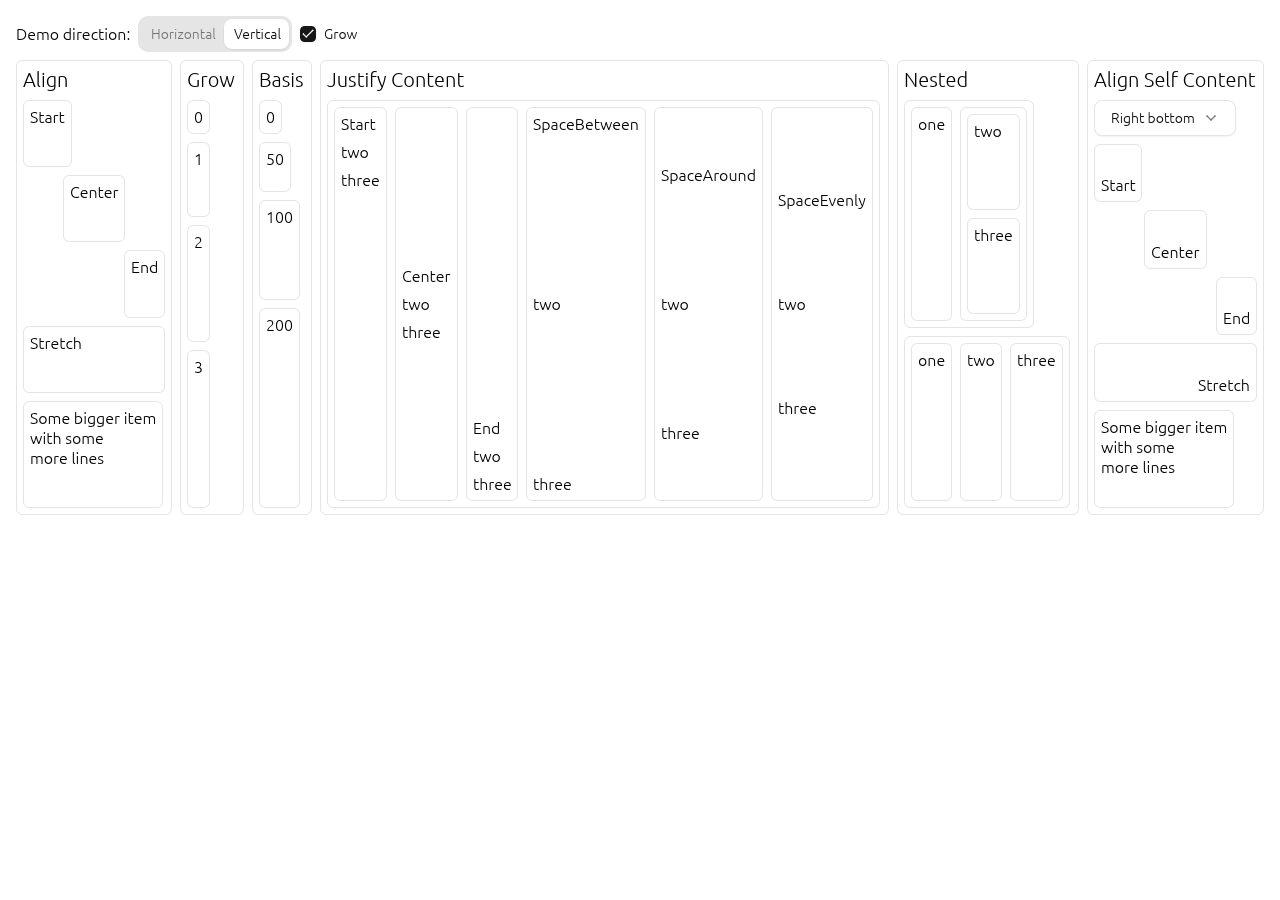 Demo direction:
Horizontal
Vertical
Grow
Align
Start
Center
End
Stretch
Some bigger item
with some
more lines
Grow
0
1
2
3
Basis
0
50
100
200
Justify Content
Start
two
three
Center
two
three
End
two
three
SpaceBetween
two
three
SpaceAround
two
three
SpaceEvenly
two
three
Nested
one
two
three
one
two
three
Align Self Content
Right bottom
Start
Center
End
Stretch
Some bigger item
with some
more lines